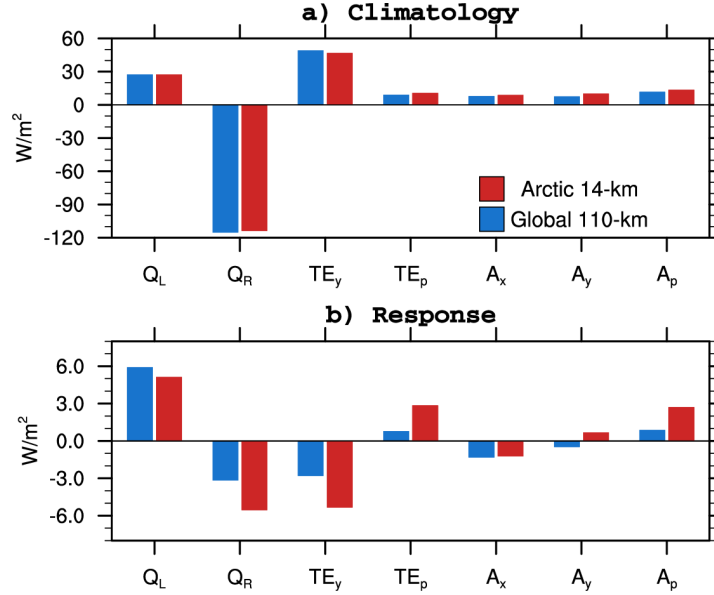 a) Climatology
60
30
0
-30
-60
-90
-120
W/m²
Arctic 14-km
Global 110-km
Q_L Q_R TE_y TE_p A_x A_y A_p
b) Response
6.0
3.0
0.0
-3.0
-6.0
W/m²
Q_L Q_R TE_y TE_p A_x A_y A_p